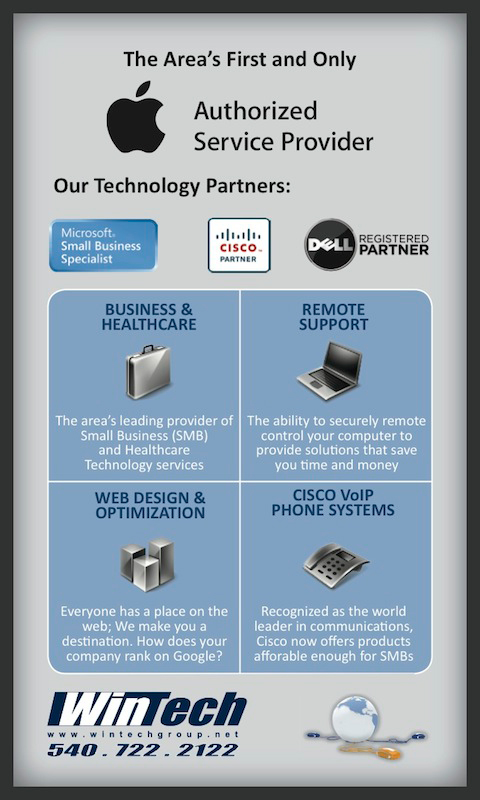 The Area's First and Only
Authorized
Service Provider
Our Technology Partners:
Microsoft®
Small Business
Specialist
CISCO™
PARTNER
DELL
REGISTERED
PARTNER
BUSINESS &
HEALTHCARE
The area's leading provider of
Small Business (SMB)
and Healthcare
Technology services
REMOTE
SUPPORT
The ability to securely remote
control your computer to
provide solutions that save
you time and money
WEB DESIGN &
OPTIMIZATION
Everyone has a place on the
web; We make you a
destination. How does your
company rank on Google?
CISCO VoIP
PHONE SYSTEMS
Recognized as the world
leader in communications,
Cisco now offers products
afforable enough for SMBs
WinTech
www.wintechgroup.net
540.722.2122